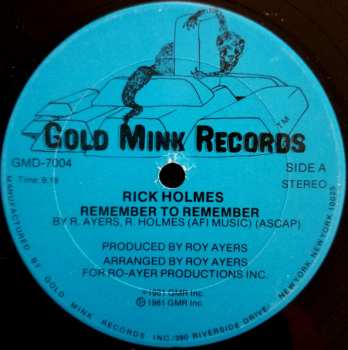 TM
GOLD MINK RECORDS
GMD-7004
SIDE A
Time: 9:18
STEREO
RICK HOLMES
REMEMBER TO REMEMBER
BY R. AYERS, R. HOLMES (AFI MUSIC) (ASCAP)
PRODUCED BY ROY AYERS
ARRANGED BY ROY AYERS
FOR RO-AYER PRODUCTIONS INC.
©1981 GMR Inc.
℗1981 GMR Inc.
MANUFACTURED BY GOLD MINK RECORDS INC./390 RIVERSIDE DRIVE, NEW YORK, NEW YORK 10025